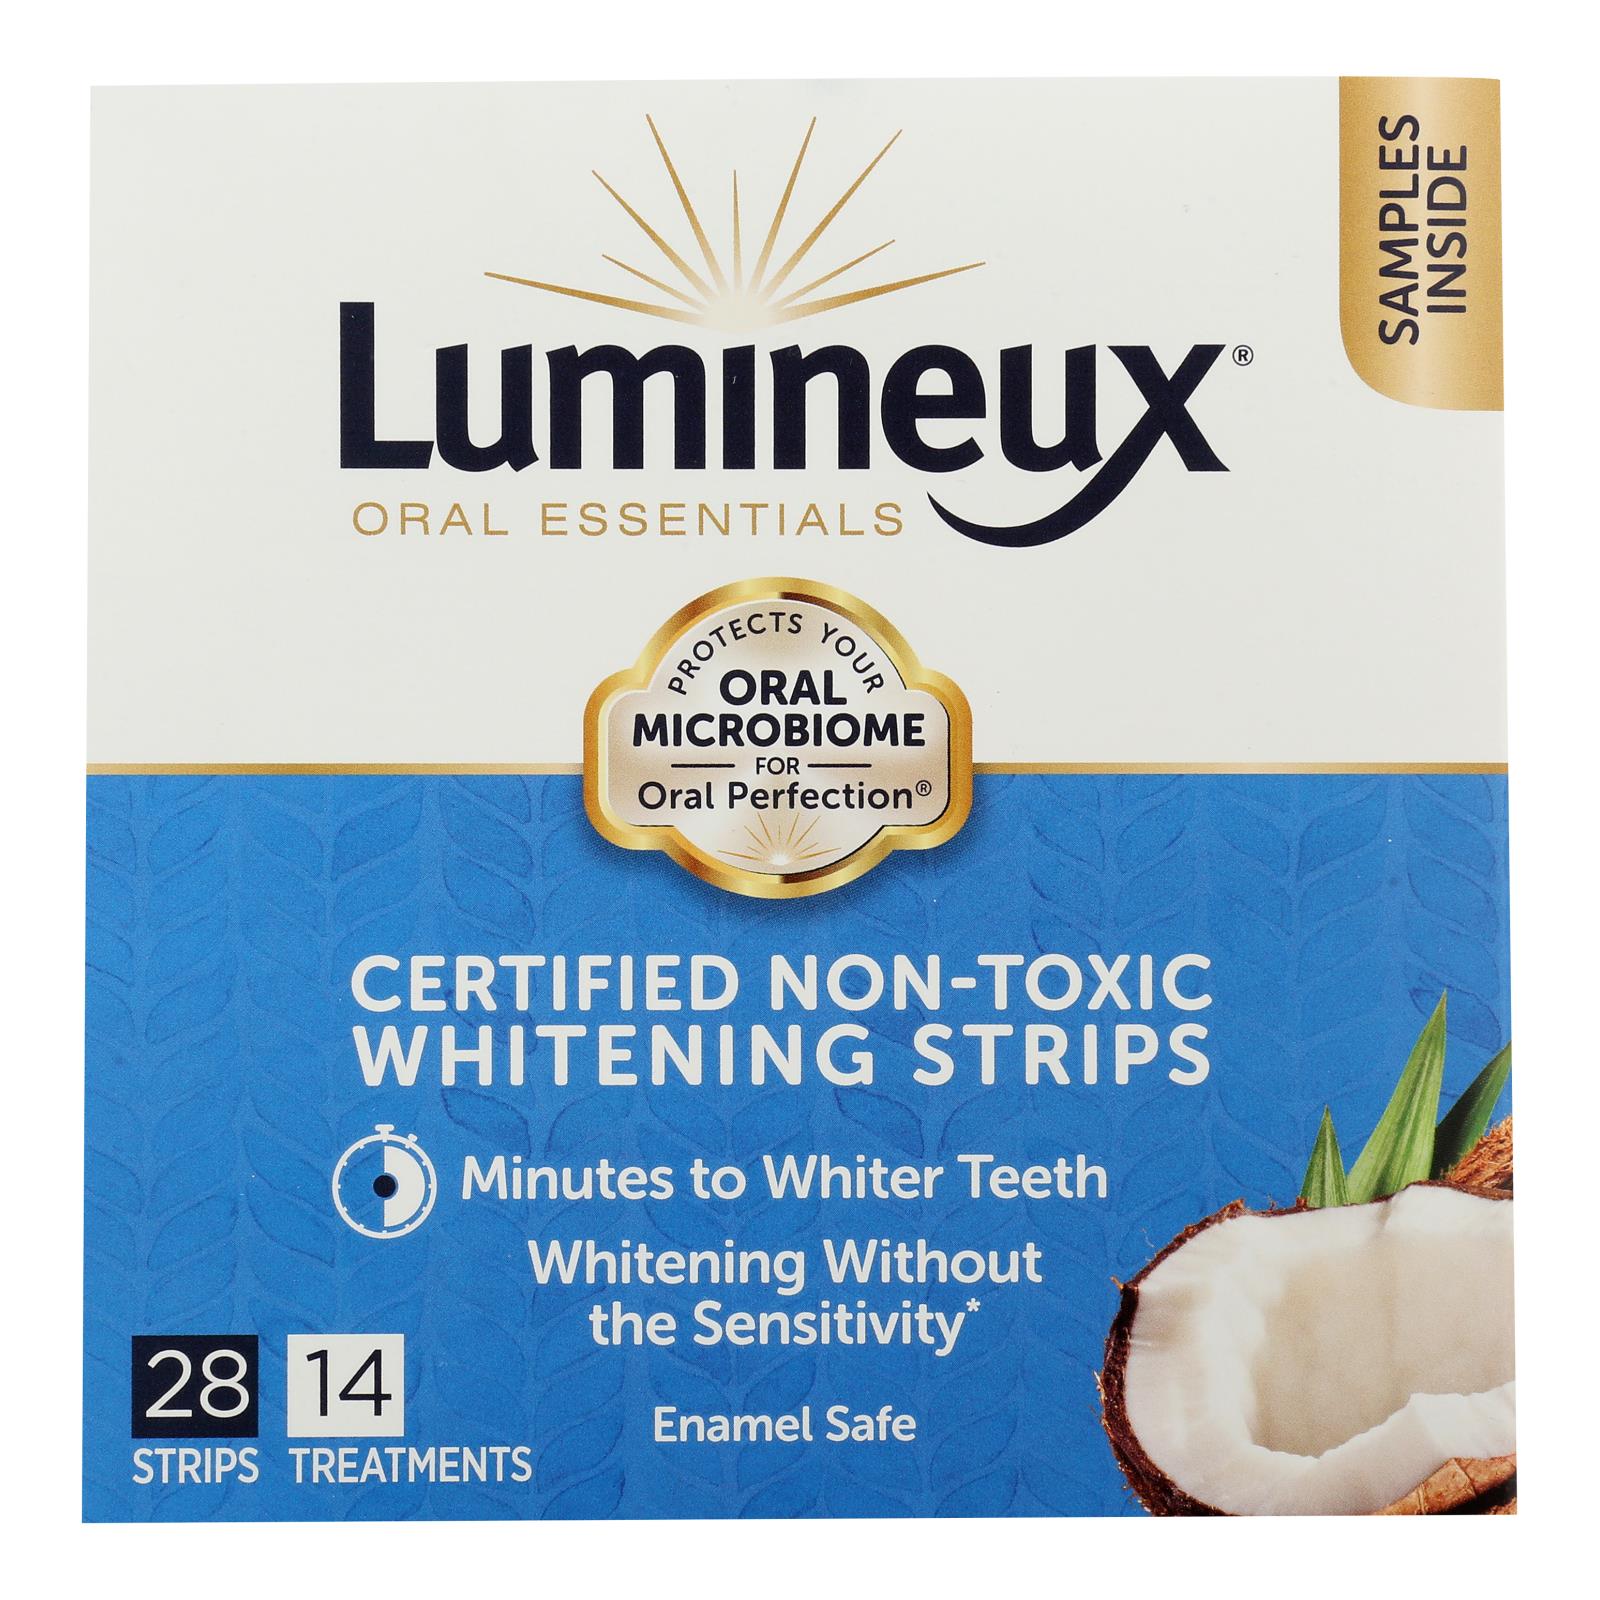 SAMPLES
INSIDE
Lumineux®
ORAL ESSENTIALS
PROTECTS YOUR
ORAL
MICROBIOME
FOR
Oral Perfection®
CERTIFIED NON-TOXIC
WHITENING STRIPS
Minutes to Whiter Teeth
Whitening Without
the Sensitivity*
28 14
STRIPS TREATMENTS
Enamel Safe